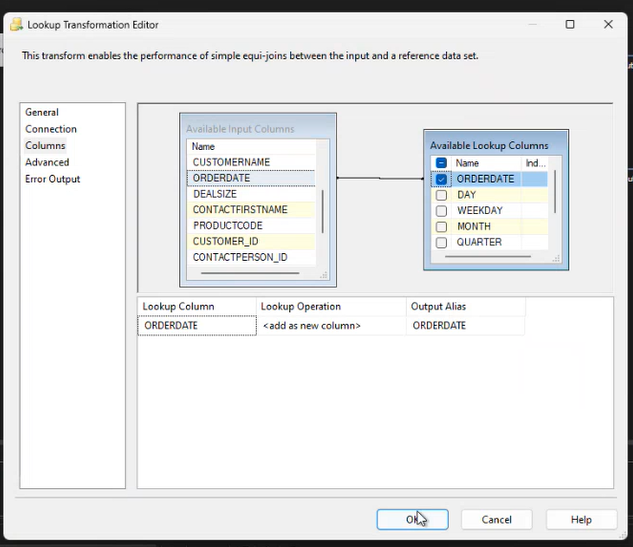 Lookup Transformation Editor
This transform enables the performance of simple equi-joins between the input and a reference data set.
General
Connection
Columns
Advanced
Error Output
Available Input Columns
Name
CUSTOMERNAME
ORDERDATE
DEALSIZE
CONTACTFIRSTNAME
PRODUCTCODE
CUSTOMER_ID
CONTACTPERSON_ID
Available Lookup Columns
Name Ind...
ORDERDATE
DAY
WEEKDAY
MONTH
QUARTER
Lookup Column Lookup Operation Output Alias
ORDERDATE <add as new column> ORDERDATE
OK Cancel Help